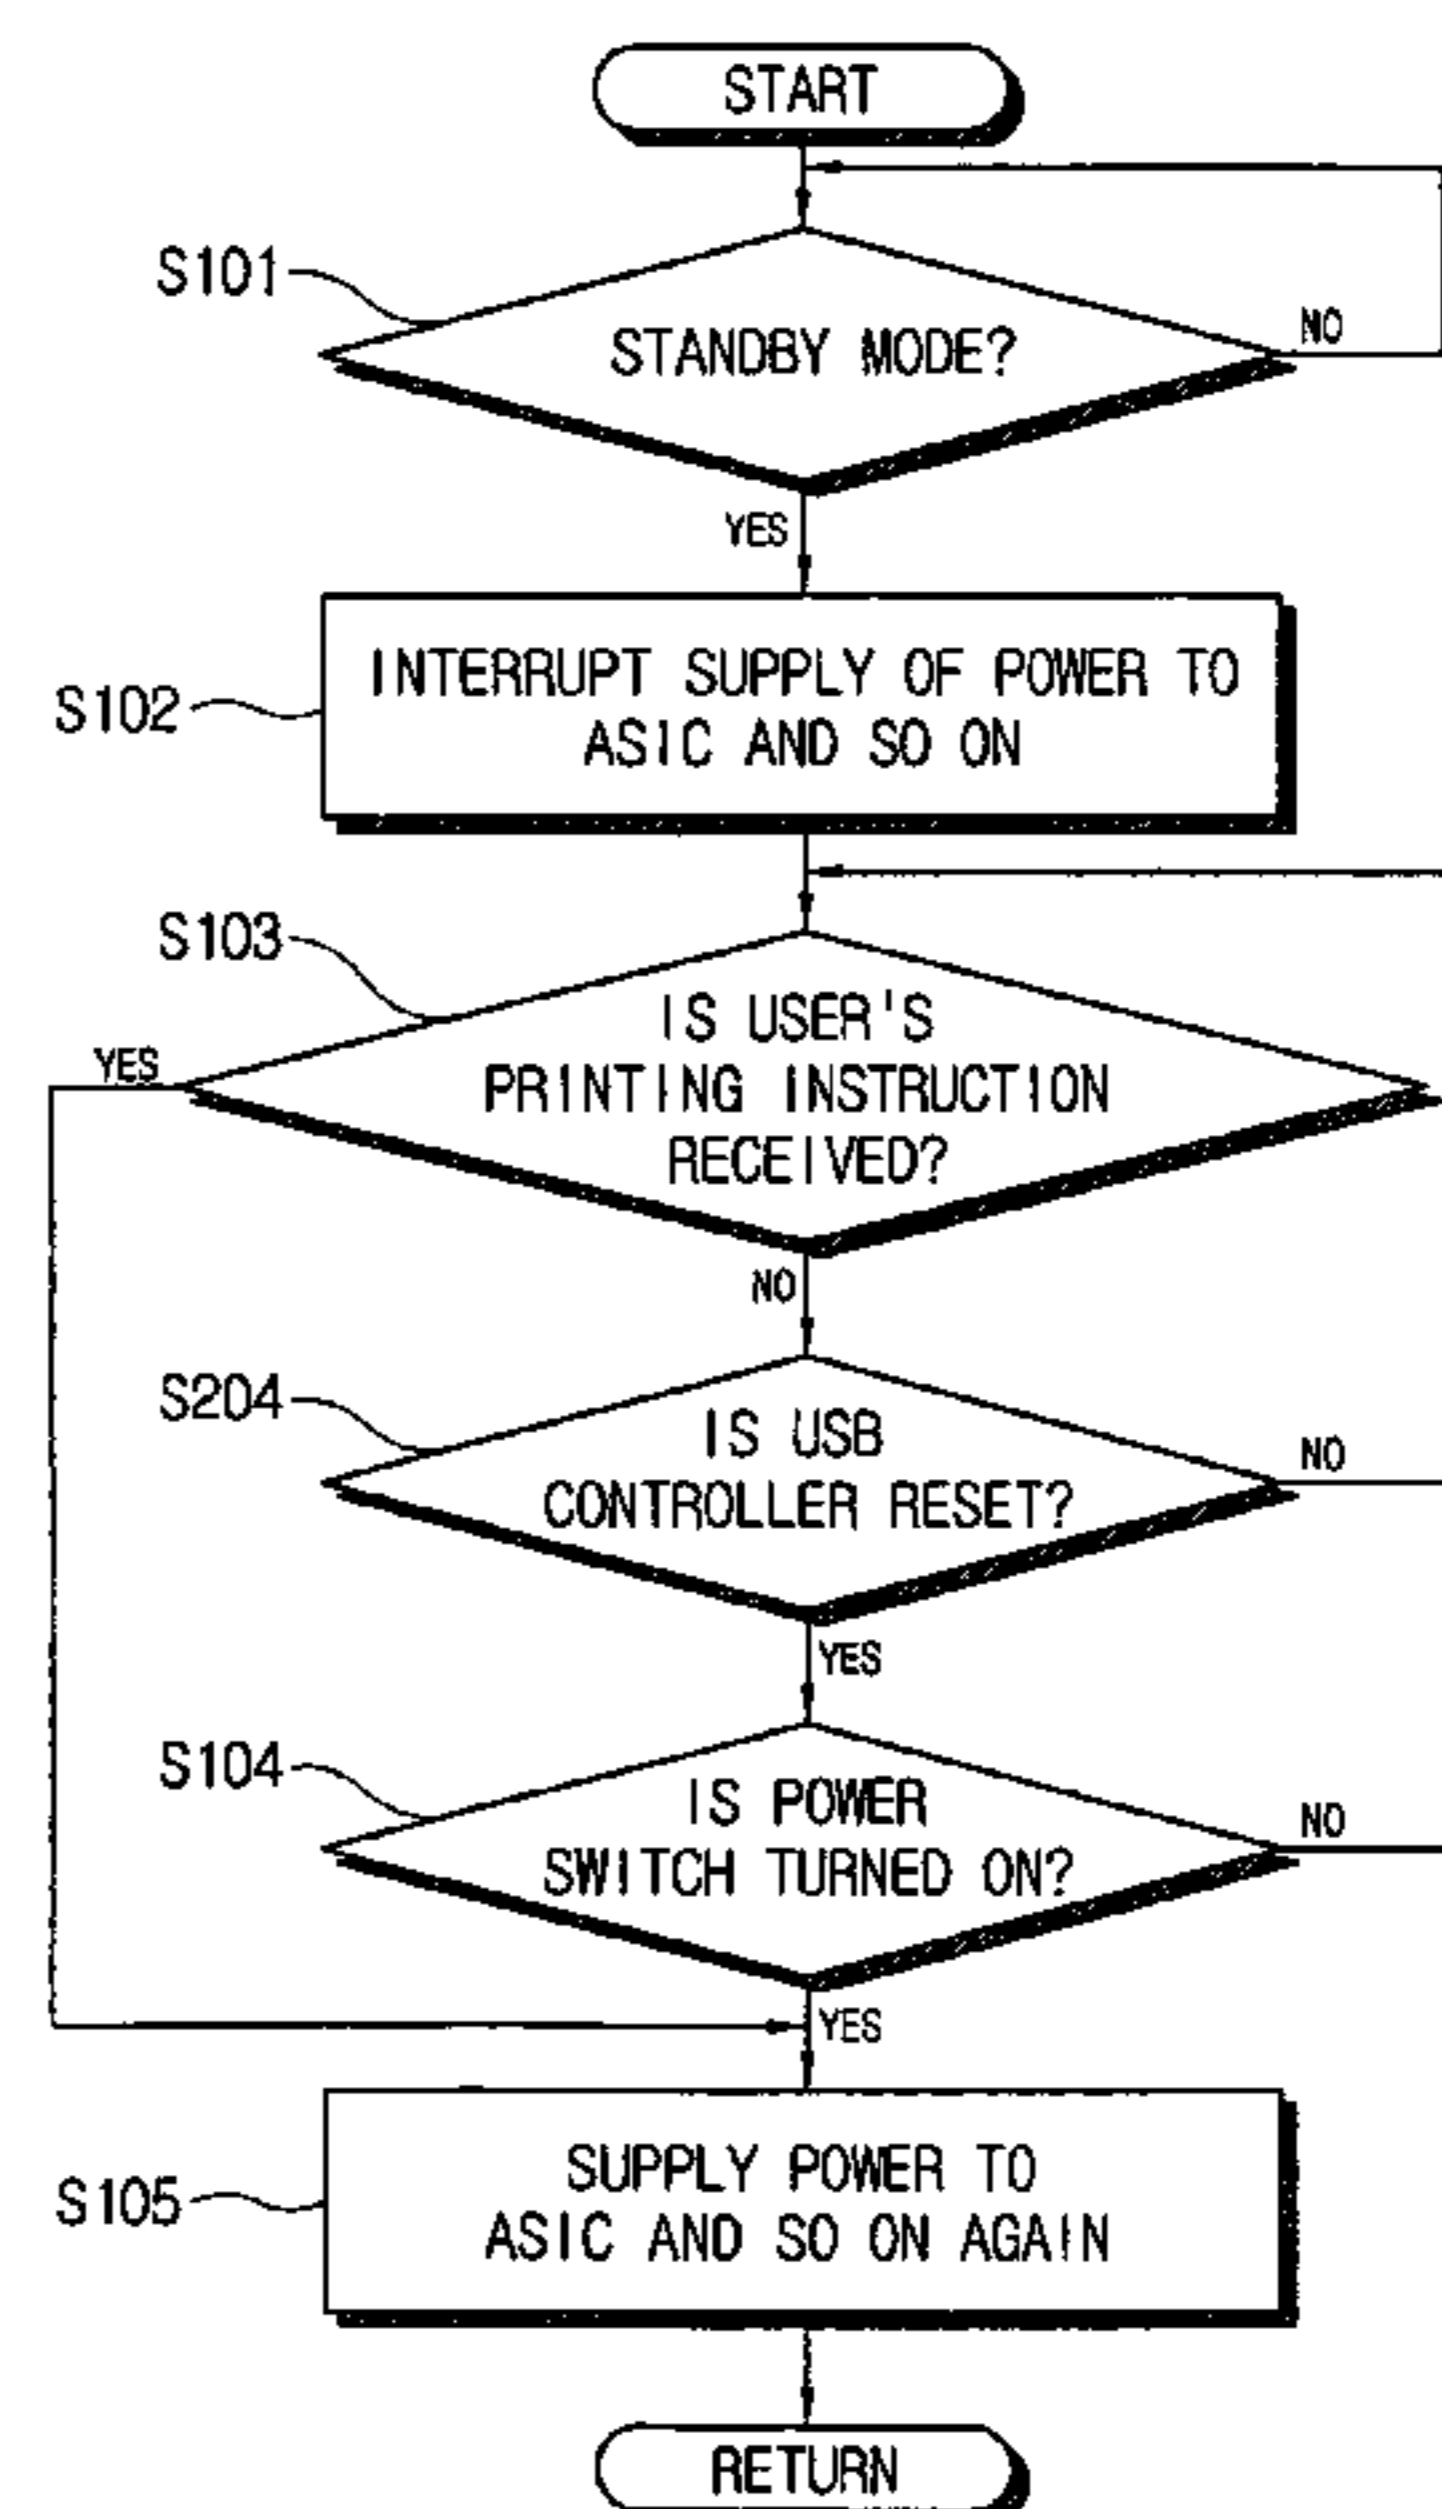 START
S101
STANDBY MODE?
NO
YES
S102
INTERRUPT SUPPLY OF POWER TO
ASIC AND SO ON
S103
IS USER'S
PRINTING INSTRUCTION
RECEIVED?
YES
NO
S204
IS USB
CONTROLLER RESET?
NO
YES
S104
IS POWER
SWITCH TURNED ON?
NO
YES
S105
SUPPLY POWER TO
ASIC AND SO ON AGAIN
RETURN